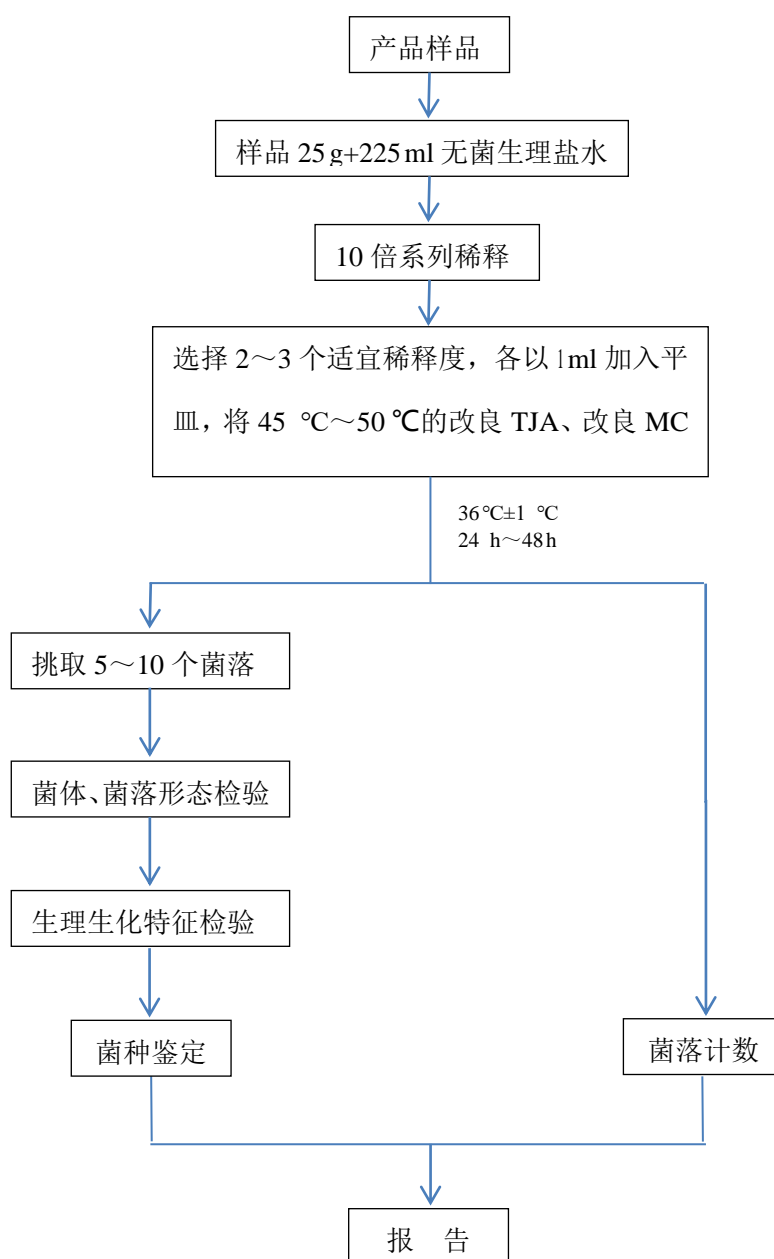 产品样品
样品 25g+225ml 无菌生理盐水
10 倍系列稀释
选择 2～3 个适宜稀释度，各以 1ml 加入平
皿，将 45 ℃～50 ℃的改良 TJA、改良 MC
36℃±1 ℃
24 h～48h
挑取 5～10 个菌落
菌体、菌落形态检验
生理生化特征检验
菌种鉴定
菌落计数
报 告